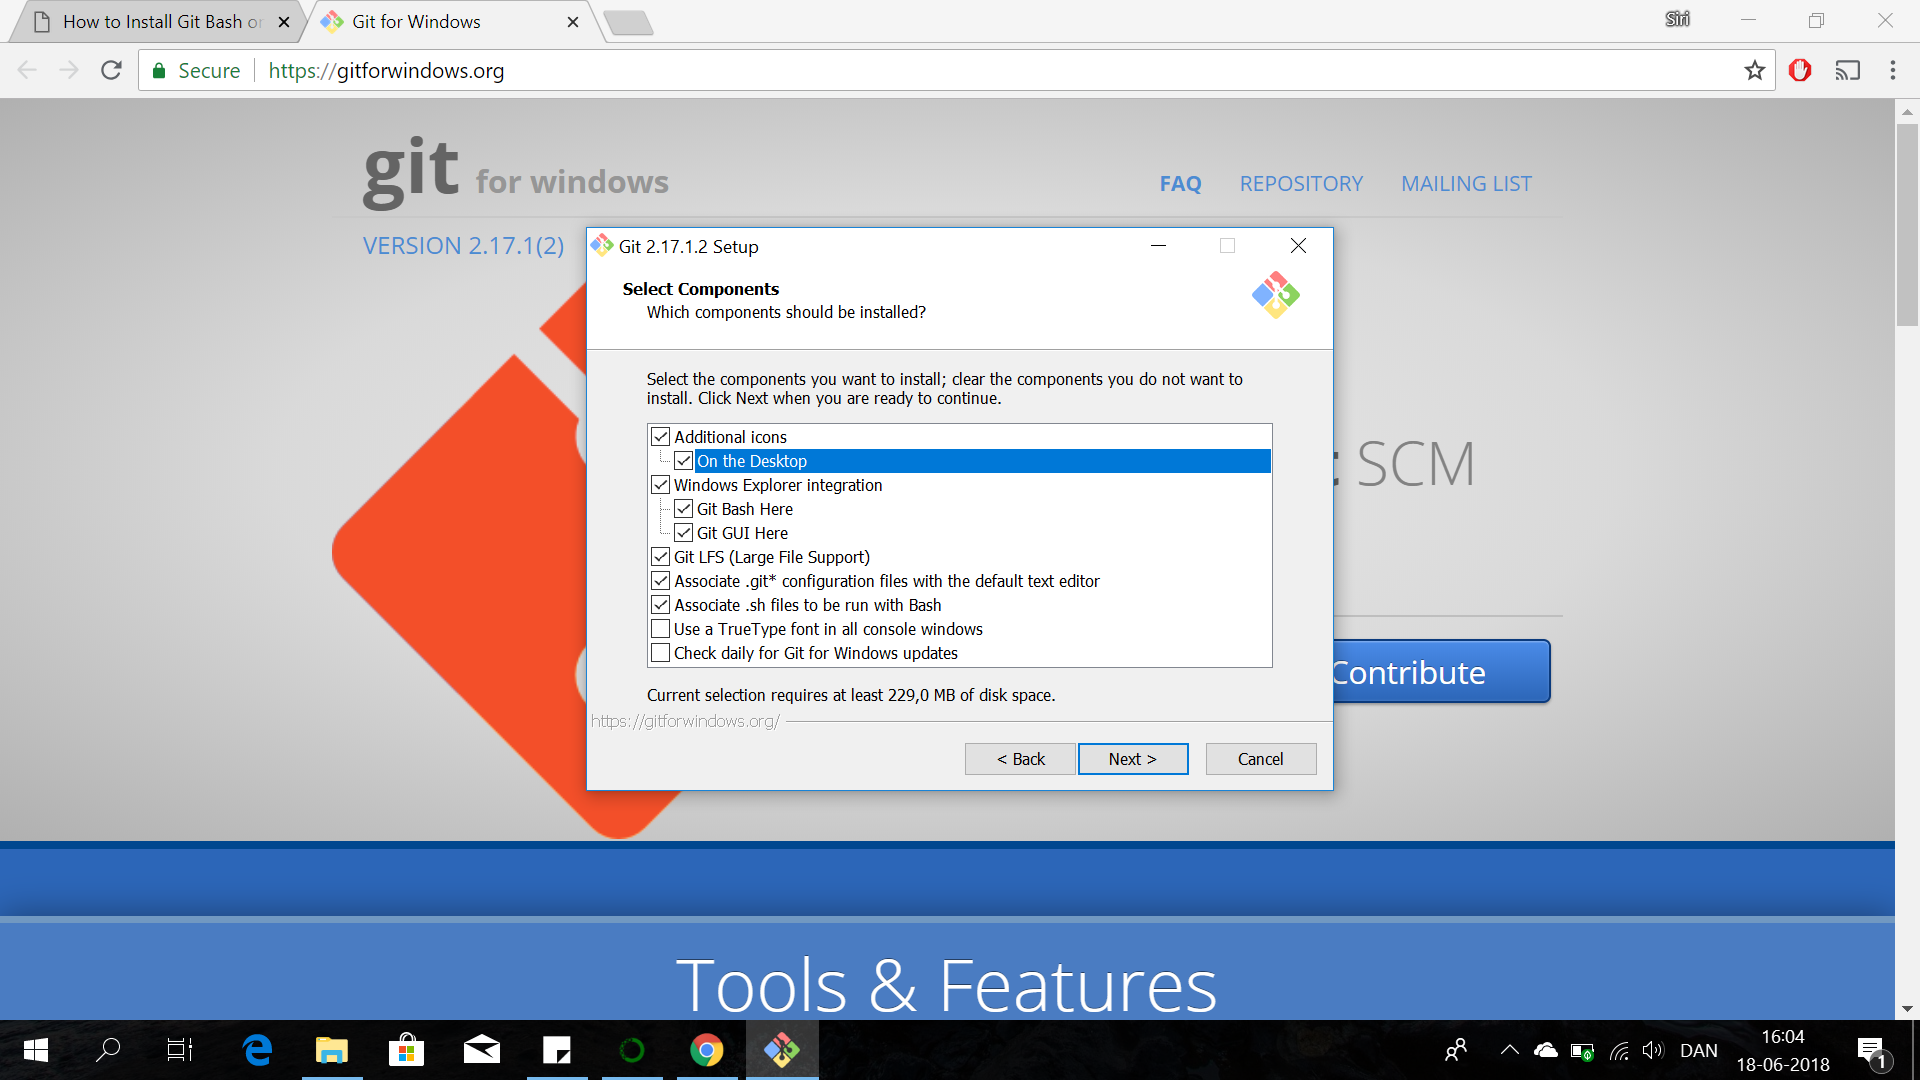 How to Install Git Bash o
Git for Windows
Siri
Secure
https://gitforwindows.org
git for windows
FAQ
REPOSITORY
MAILING LIST
VERSION 2.17.1(2)
Git 2.17.1.2 Setup
Select Components
Which components should be installed?
Select the components you want to install; clear the components you do not want to
install. Click Next when you are ready to continue.
Additional icons
On the Desktop
Windows Explorer integration
Git Bash Here
Git GUI Here
Git LFS (Large File Support)
Associate .git* configuration files with the default text editor
Associate .sh files to be run with Bash
Use a TrueType font in all console windows
Check daily for Git for Windows updates
SCM
Contribute
Current selection requires at least 229,0 MB of disk space.
https://gitforwindows.org/
< Back
Next >
Cancel
Tools & Features
DAN
16:04
18-06-2018
1